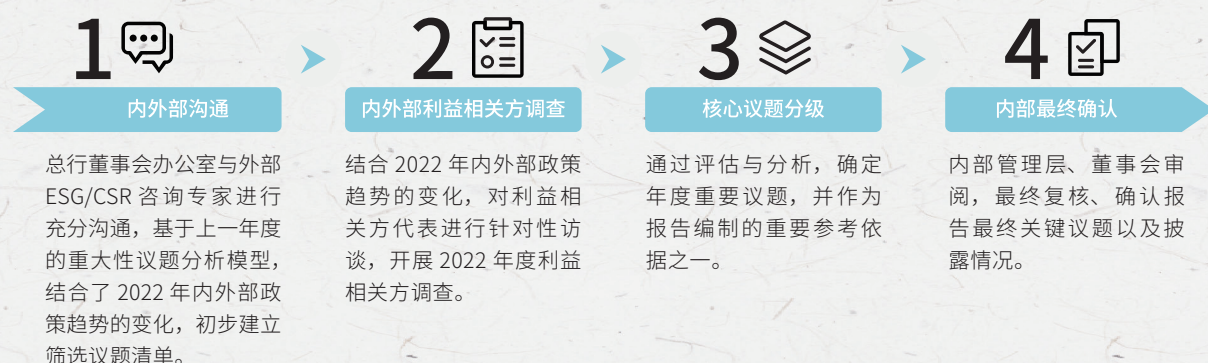 1
内外部沟通
总行董事会办公室与外部
ESG/CSR 咨询专家进行
充分沟通，基于上一年度
的重大性议题分析模型，
结合了 2022 年内外部政
策趋势的变化，初步建立
筛选议题清单。
2
内外部利益相关方调查
结合 2022 年内外部政策
趋势的变化，对利益相
关方代表进行针对性访
谈，开展 2022 年度利益
相关方调查。
3
核心议题分级
通过评估与分析，确定
年度重要议题，并作为
报告编制的重要参考依
据之一。
4
内部最终确认
内部管理层、董事会审
阅，最终复核、确认报
告最终关键议题以及披
露情况。